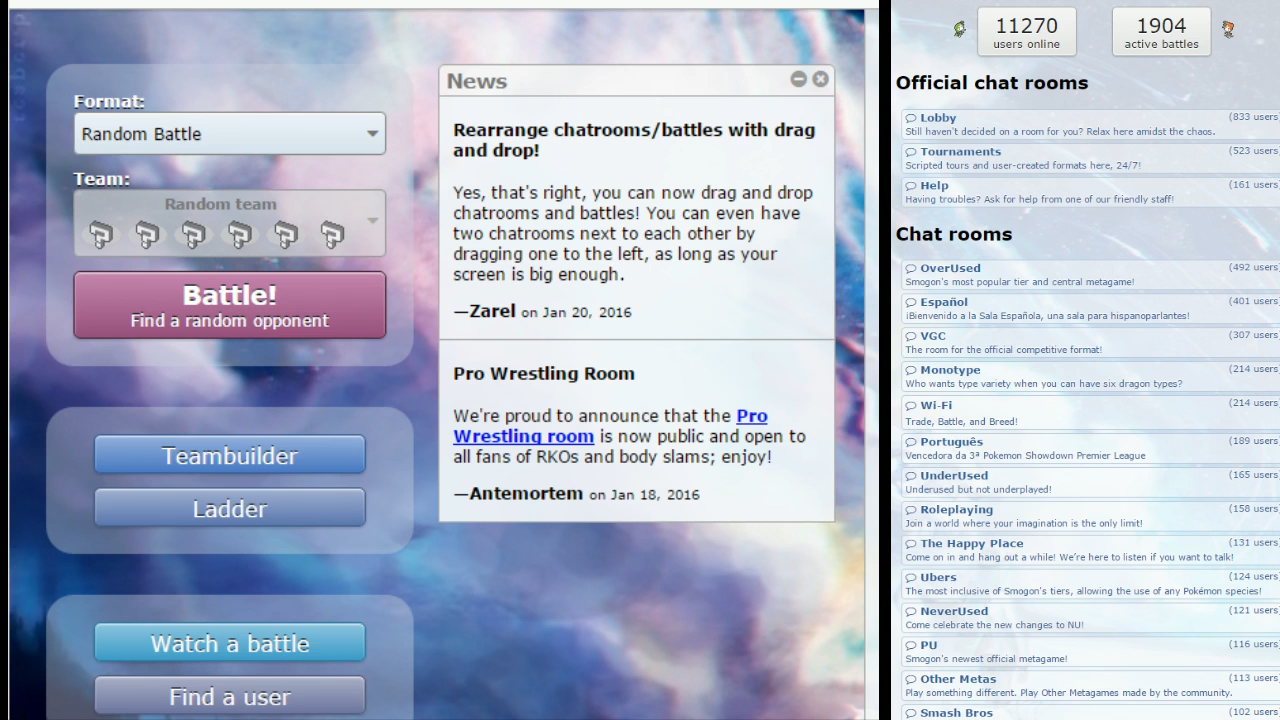 Format:
Random Battle
Team:
Random team
Battle!
Find a random opponent
Teambuilder
Ladder
Watch a battle
Find a user
News
Rearrange chatrooms/battles with drag
and drop!
Yes, that's right, you can now drag and drop
chatrooms and battles! You can even have
two chatrooms next to each other by
dragging one to the left, as long as your
screen is big enough.
—Zarel on Jan 20, 2016
Pro Wrestling Room
We're proud to announce that the Pro
Wrestling room is now public and open to
all fans of RKOs and body slams; enjoy!
—Antemortem on Jan 18, 2016
11270
users online
1904
active battles
Official chat rooms
Lobby (833 users)
Still haven't decided on a room for you? Relax here amidst the chaos.
Tournaments (523 users)
Scripted tours and user-created formats here, 24/7!
Help (161 users)
Having troubles? Ask for help from one of our friendly staff!
Chat rooms
OverUsed (492 users)
Smogon's most popular tier and central metagame!
Español (401 users)
¡Bienvenido a la Sala Española, una sala para hispanoparlantes!
VGC (307 users)
The room for the official competitive format!
Monotype (214 users)
Who wants type variety when you can have six dragon types?
Wi-Fi (214 users)
Trade, Battle, and Breed!
Português (189 users)
Vencedora da 3ª Pokemon Showdown Premier League
UnderUsed (165 users)
Underused but not underplayed!
Roleplaying (158 users)
Join a world where your imagination is the only limit!
The Happy Place (131 users)
Come on in and hang out a while! We're here to listen if you want to talk!
Ubers (124 users)
The most inclusive of Smogon's tiers, allowing the use of any Pokémon species!
NeverUsed (121 users)
Come celebrate the new changes to NU!
PU (116 users)
Smogon's newest official metagame!
Other Metas (113 users)
Play something different. Play Other Metagames made by the community.
Smash Bros (102 users)